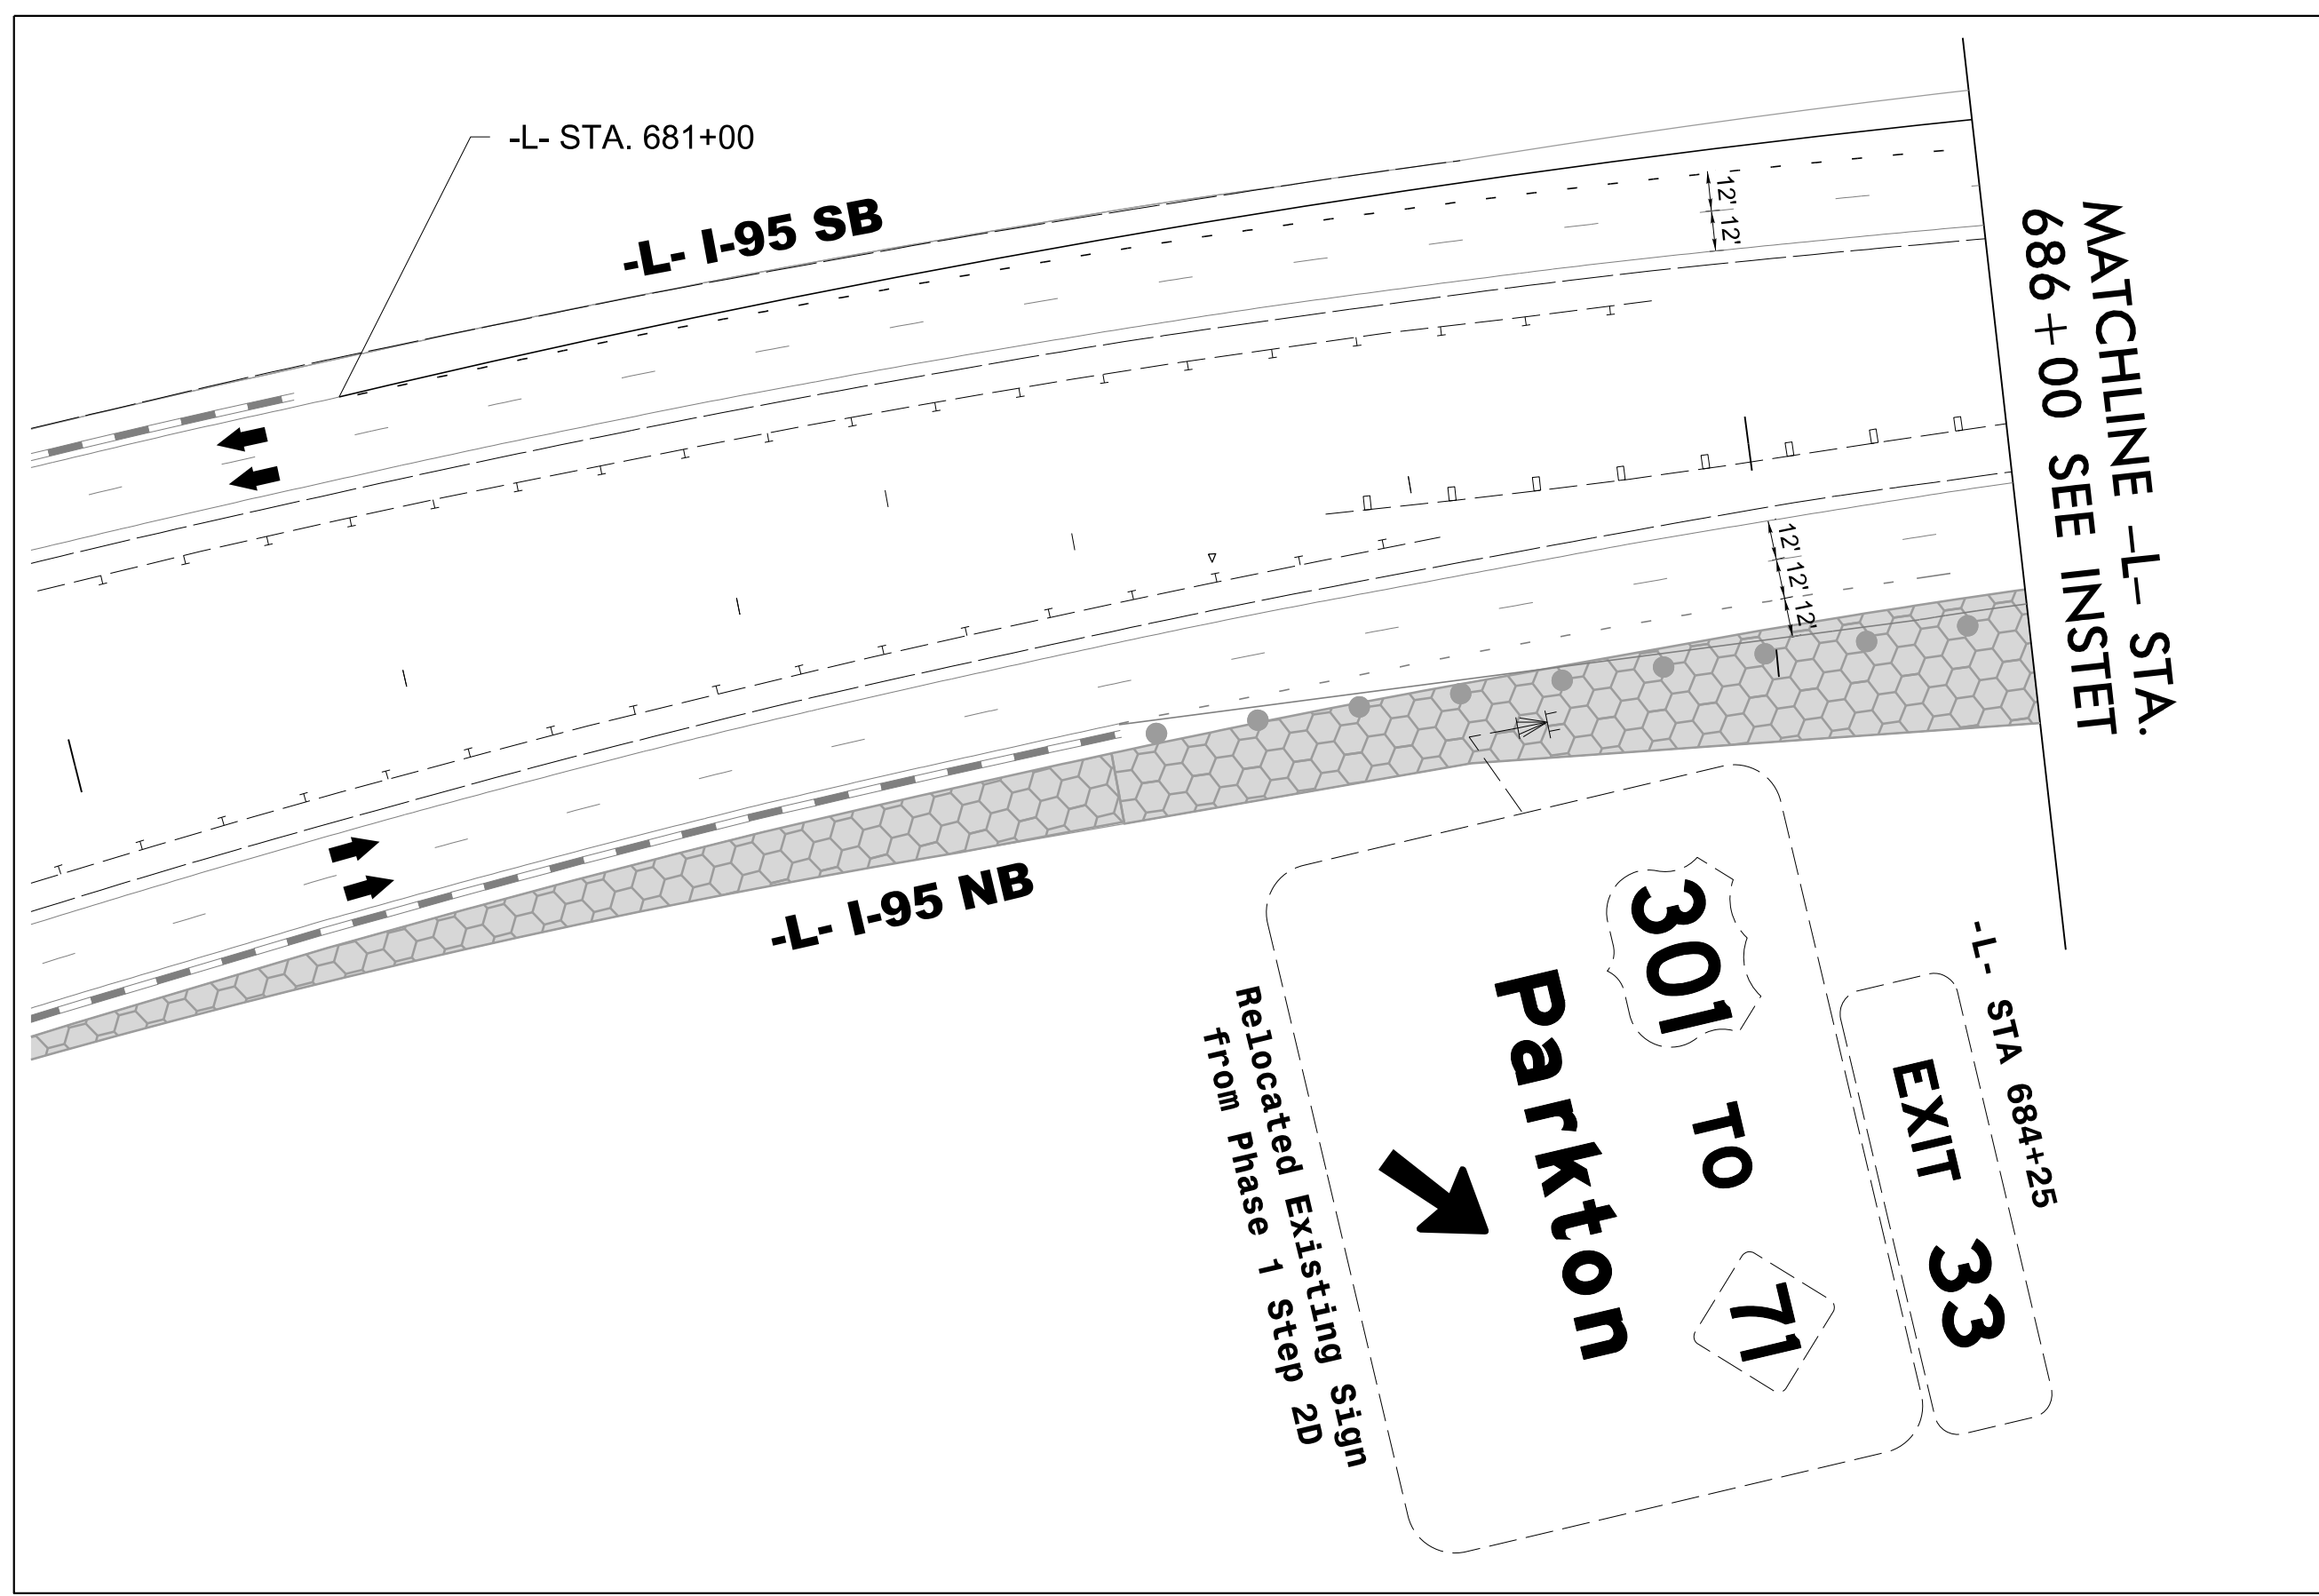 -L- STA. 681+00
-L- I-95 SB
12'
12'
MATCHLINE -L- STA.
686+00 SEE INSTET
12'
12'
12'
-L- I-95 NB
-L- STA 684+25
EXIT 33
301 TO 71
Parkton
Relocated Existing Sign
from Phase 1 Step 2D